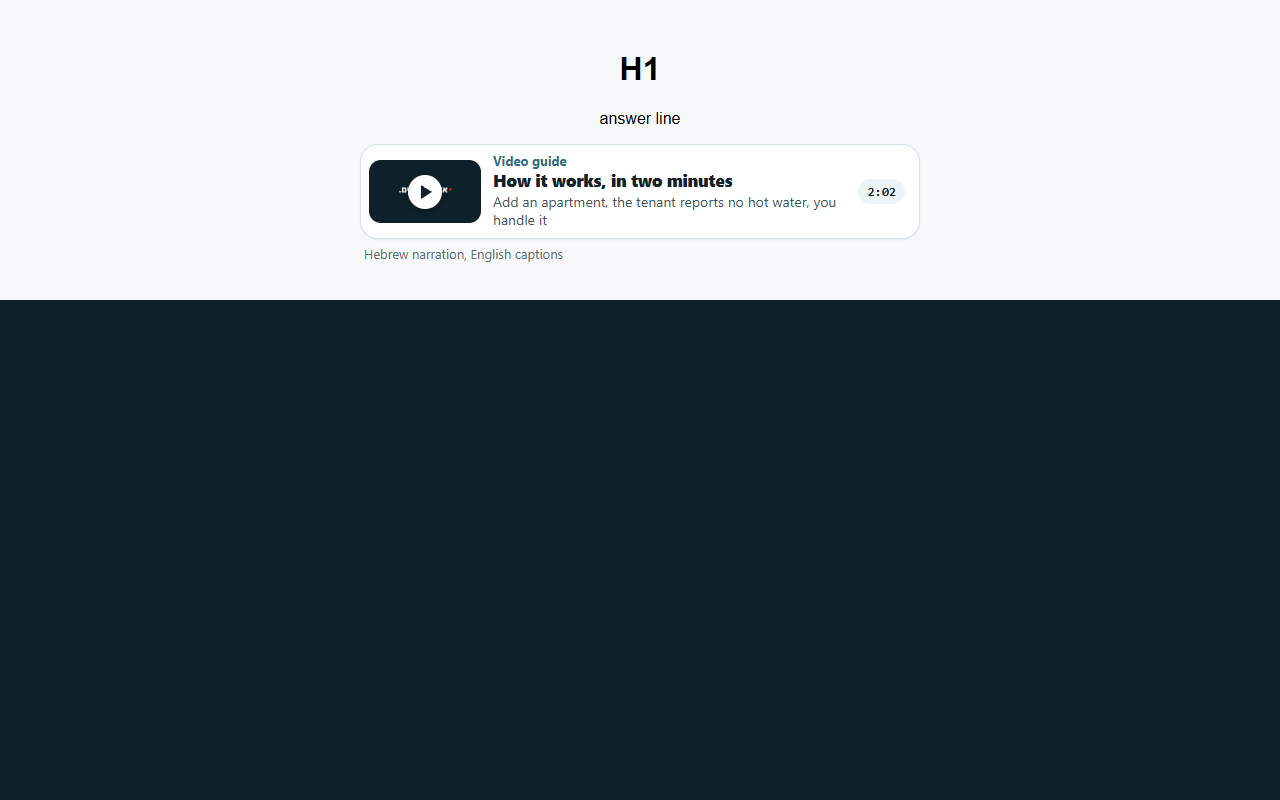 H1
answer line
Video guide
How it works, in two minutes
Add an apartment, the tenant reports no hot water, you
handle it
2:02
Hebrew narration, English captions